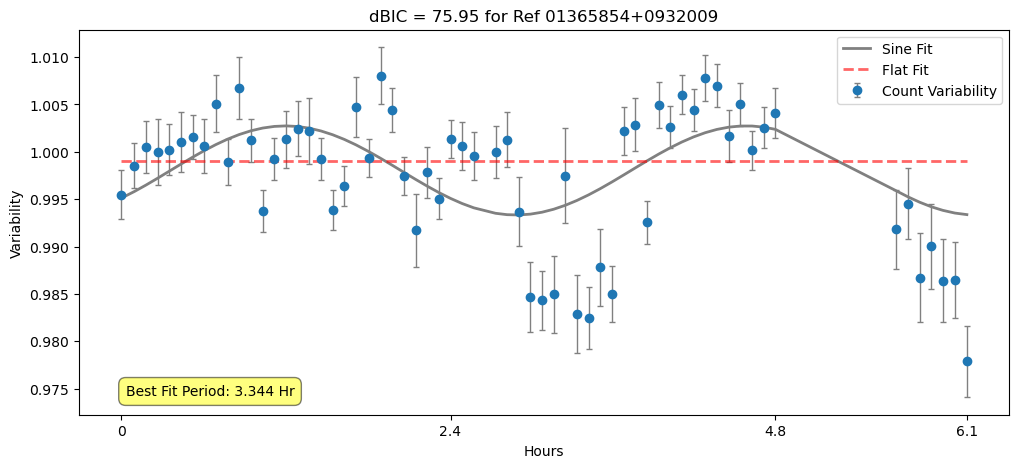 dBIC = 75.95 for Ref 01365854+0932009
Sine Fit
Flat Fit
Count Variability
1.010
1.005
1.000
0.995
0.990
0.985
0.980
0.975
Variability
Best Fit Period: 3.344 Hr
0
2.4
4.8
6.1
Hours